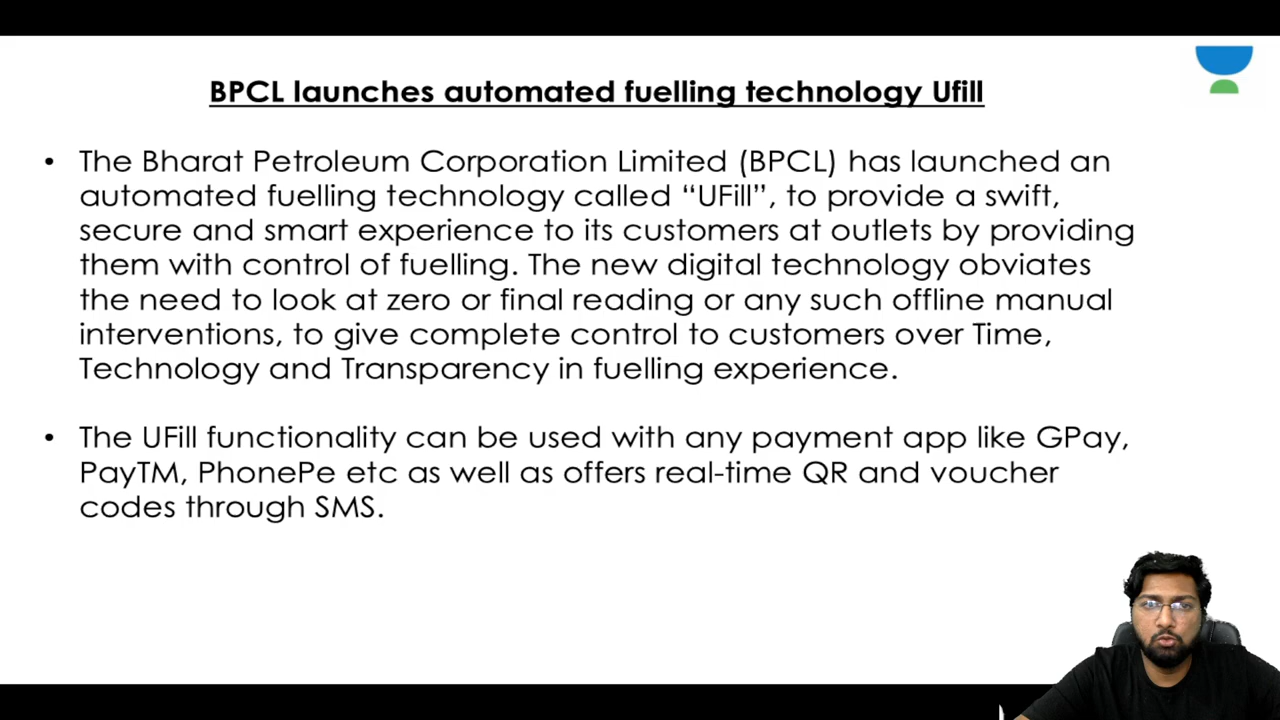 BPCL launches automated fuelling technology Ufill
• The Bharat Petroleum Corporation Limited (BPCL) has launched an
automated fuelling technology called “UFill”, to provide a swift,
secure and smart experience to its customers at outlets by providing
them with control of fuelling. The new digital technology obviates
the need to look at zero or final reading or any such offline manual
interventions, to give complete control to customers over Time,
Technology and Transparency in fuelling experience.
• The UFill functionality can be used with any payment app like GPay,
PayTM, PhonePe etc as well as offers real-time QR and voucher
codes through SMS.